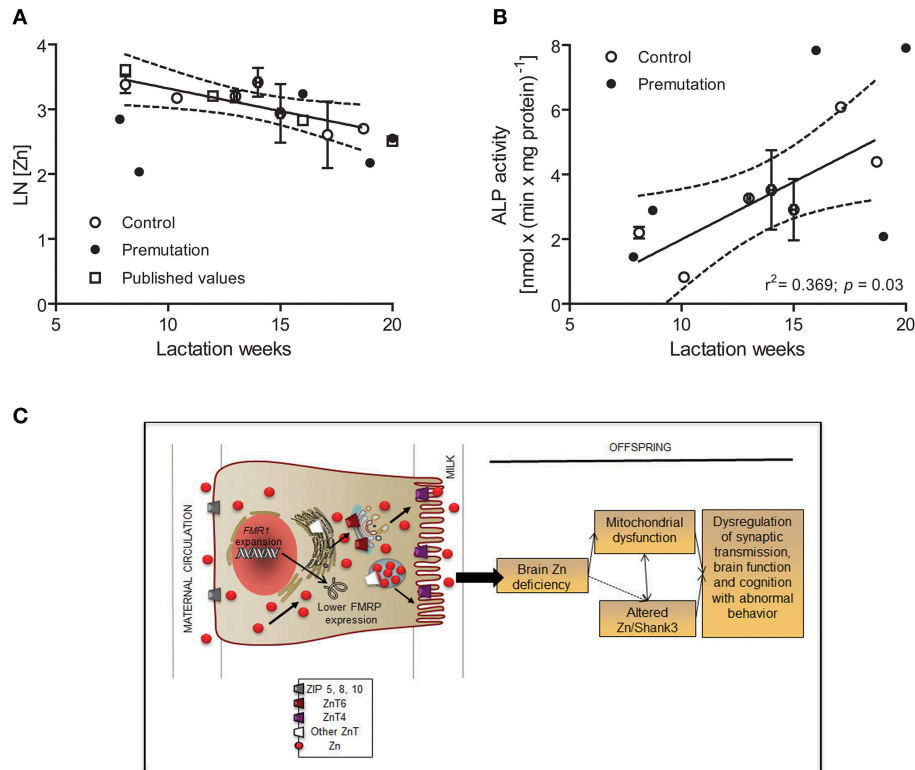 A
4
3
2
1
0
LN [Zn]
Control
Premutation
Published values
5
10
15
20
Lactation weeks
B
8
6
4
2
0
ALP activity
[nmol x (min x mg protein)⁻¹]
Control
Premutation
r²= 0.369; p = 0.03
5
10
15
20
Lactation weeks
C
MATERNAL CIRCULATION
FMR1
expansion
Lower FMRP
expression
MILK
OFFSPRING
Brain Zn
deficiency
Mitochondrial
dysfunction
Altered
Zn/Shank3
Dysregulation
of synaptic
transmission,
brain function
and cognition
with abnormal
behavior
ZIP 5, 8, 10
ZnT6
ZnT4
Other ZnT
Zn